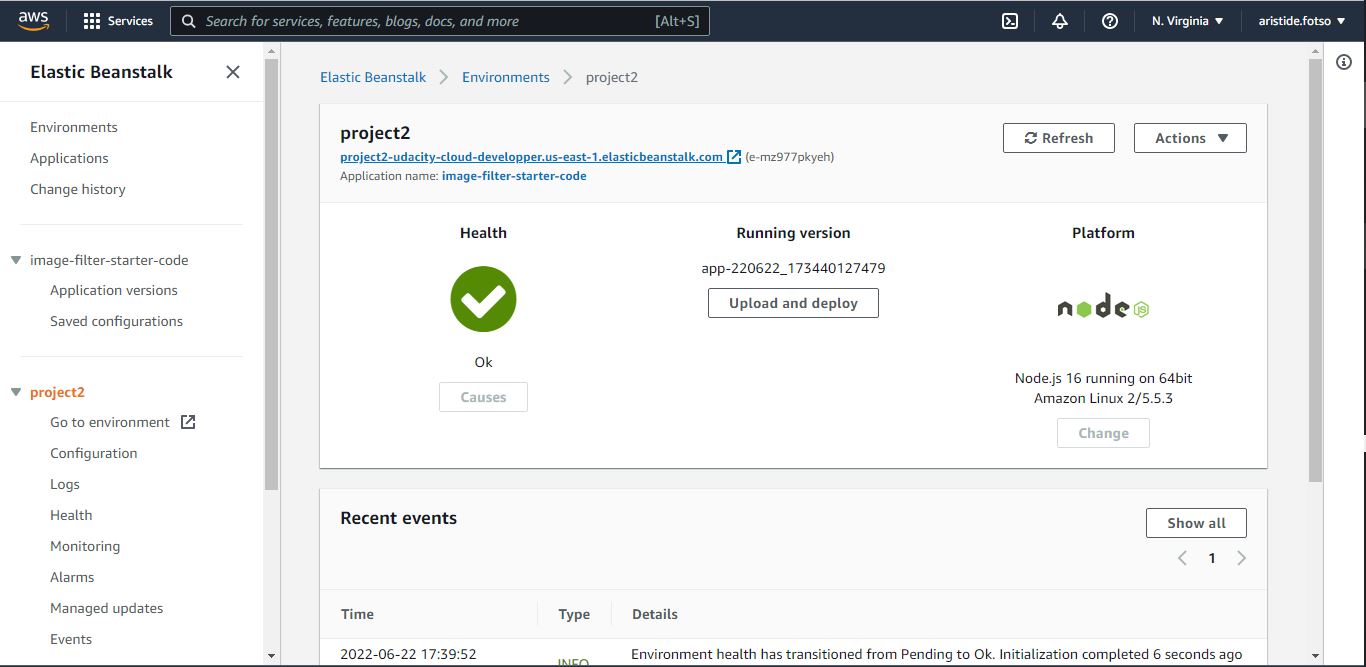 aws
Services
Search for services, features, blogs, docs, and more [Alt+S]
N. Virginia
aristide.fotso
Elastic Beanstalk
Environments
Applications
Change history
image-filter-starter-code
Application versions
Saved configurations
project2
Go to environment
Configuration
Logs
Health
Monitoring
Alarms
Managed updates
Events
Elastic Beanstalk
Environments
project2
project2
project2-udacity-cloud-developper.us-east-1.elasticbeanstalk.com (e-mz977pkyeh)
Application name: image-filter-starter-code
Refresh
Actions
Health
Ok
Causes
Running version
app-220622_173440127479
Upload and deploy
Platform
node
JS
Node.js 16 running on 64bit
Amazon Linux 2/5.5.3
Change
Recent events
Show all
1
Time Type Details
2022-06-22 17:39:52 INFO Environment health has transitioned from Pending to Ok. Initialization completed 6 seconds ago